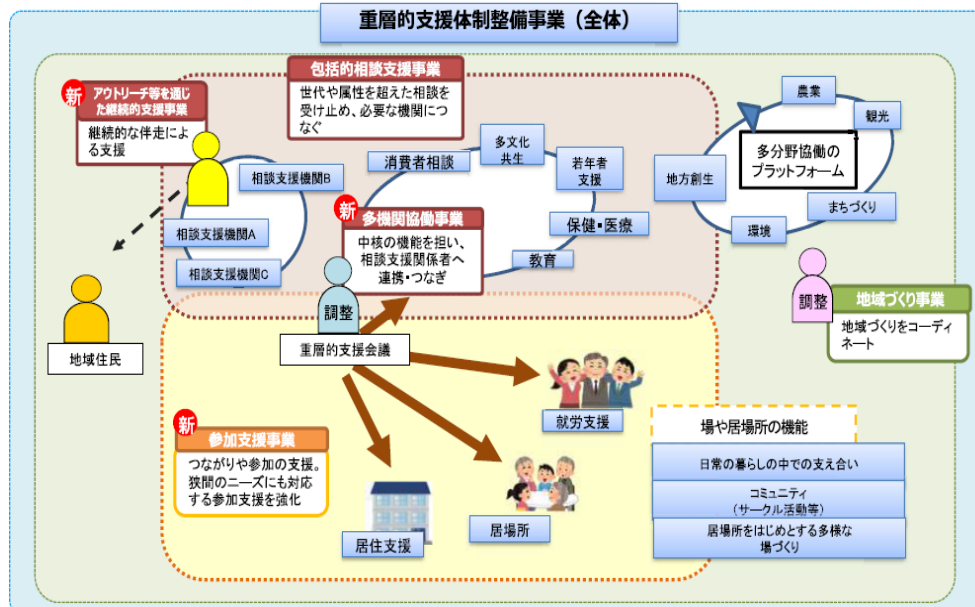 重層的支援体制整備事業（全体）
新
アウトリーチ等を通じ
た継続的支援事業
継続的な伴走によ
る支援
包括的相談支援事業
世代や属性を超えた相談を
受け止め、必要な機関につ
なぐ
相談支援機関B
相談支援機関A
相談支援機関C
消費者相談
多文化
共生
若年者
支援
保健・医療
教育
新
多機関協働事業
中核の機能を担い、
相談支援関係者へ
連携・つなぎ
農業
観光
地方創生
多分野協働の
プラットフォーム
まちづくり
環境
調整
地域づくり事業
地域づくりをコーディ
ネート
地域住民
調整
重層的支援会議
新
参加支援事業
つながりや参加の支援。
狭間のニーズにも対応
する参加支援を強化
就労支援
居場所
居住支援
場や居場所の機能
日常の暮らしの中での支え合い
コミュニティ
（サークル活動等）
居場所をはじめとする多様な
場づくり